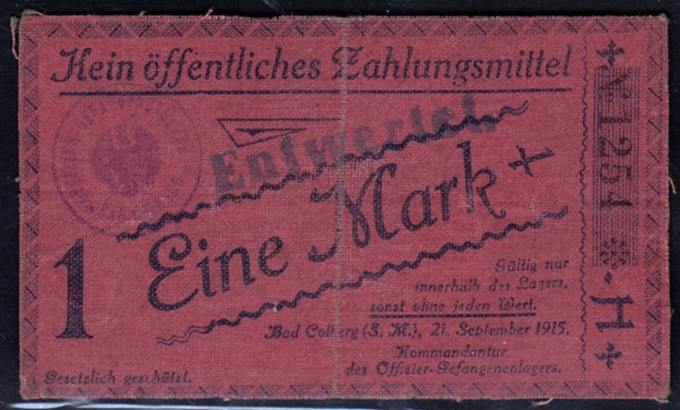 Kein öffentliches Zahlungsmittel
Entwertet
1 Eine Mark
Gültig nur
innerhalb des Lagers,
sonst ohne jeden Wert.
Bad Colberg (S. M.), 21. September 1915.
Kommandantur
des Offizier-Gefangenenlagers.
Gesetzlich geschützt.
№ 1254 ※ - H